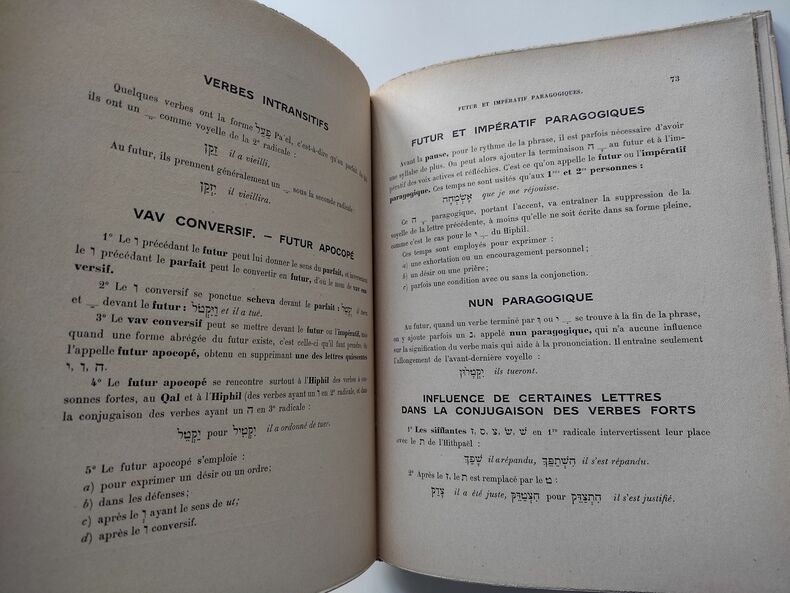 VERBES INTRANSITIFS
Quelques verbes ont la forme פָּעֵל Pa'el, c'est-à-dire qu'au parfait
ils ont un ֵ comme voyelle de la 2e radicale :
זָקֵן il a vieilli.
Au futur, ils prennent généralement un ַ sous la seconde radicale
יִזְקַן il vieillira.
VAV CONVERSIF. — FUTUR APOCOPÉ
1° Le ו précédant le futur peut lui donner le sens du parfait, et inversement
le ו précédant le parfait peut le convertir en futur, d'où le nom de vav con-
versif.
2° Le ו conversif se ponctue scheva devant le parfait :
et devant le futur : et il a tué.
3° Le vav conversif peut se mettre devant le futur ou l'impératif, mais
quand une forme abrégée du futur existe, c'est celle-ci qu'il faut prendre. On
l'appelle futur apocopé, obtenu en supprimant une des lettres quiescentes
ה, ו, י.
4° Le futur apocopé se rencontre surtout à l'Hiphil des verbes à con-
sonnes fortes, au Qal et à l'Hiphil (des verbes ayant un ו en 2e radicale, et dans
la conjugaison des verbes ayant un ה en 3e radicale :
יַקְטֵל pour יַקְטִיל il a ordonné de tuer.
5° Le futur apocopé s'emploie :
a) pour exprimer un désir ou un ordre;
b) dans les défenses;
c) après le ו ayant le sens de ut;
d) après le ו conversif.
FUTUR ET IMPÉRATIF PARAGOGIQUES. 73
FUTUR ET IMPÉRATIF PARAGOGIQUES
Avant la pause, pour le rythme de la phrase, il est parfois nécessaire d'avoir
une syllabe de plus. On peut alors ajouter la terminaison ה ָ au futur et à l'im-
pératif des voix actives et réfléchies. C'est ce qu'on appelle le futur ou l'impératif
paragogique. Ces temps ne sont usités qu'aux 1res et 2es personnes :
אֶשְׂמְחָה que je me réjouisse.
Ce ה ָ paragogique, portant l'accent, va entraîner la suppression de la
voyelle de la lettre précédente, à moins qu'elle ne soit écrite dans sa forme pleine,
comme c'est le cas pour le י ִ du Hiphil.
Ces temps sont employés pour exprimer :
a) une exhortation ou un encouragement personnel;
b) un désir ou une prière;
c) parfois une condition avec ou sans la conjonction.
NUN PARAGOGIQUE
Au futur, quand un verbe terminé par ו ou י ִ se trouve à la fin de la phrase,
on y ajoute parfois un נ, appelé nun paragogique, qui n'a aucune influence
sur la signification du verbe mais qui aide à la prononciation. Il entraîne seulement
l'allongement de l'avant-dernière voyelle :
יִקְטֹלוּן ils tueront.
INFLUENCE DE CERTAINES LETTRES
DANS LA CONJUGAISON DES VERBES FORTS
1° Les sifflantes ז, ס, צ, שׂ, שׁ en 1re radicale intervertissent leur place
avec le ת de l'Hithpaël :
שָׁפַךְ il a répandu, הִשְׁתַּפֵּךְ il s'est répandu.
2° Après le ז, le ת est remplacé par le ט :
צָדַק il a été juste, הִצְטַדֵּק pour הִתְצַדֵּק il s'est justifié.